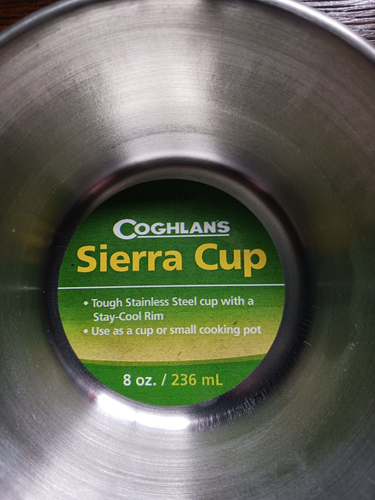 COGHLAN'S
Sierra Cup
• Tough Stainless Steel cup with a
Stay-Cool Rim
• Use as a cup or small cooking pot
8 oz. / 236 mL